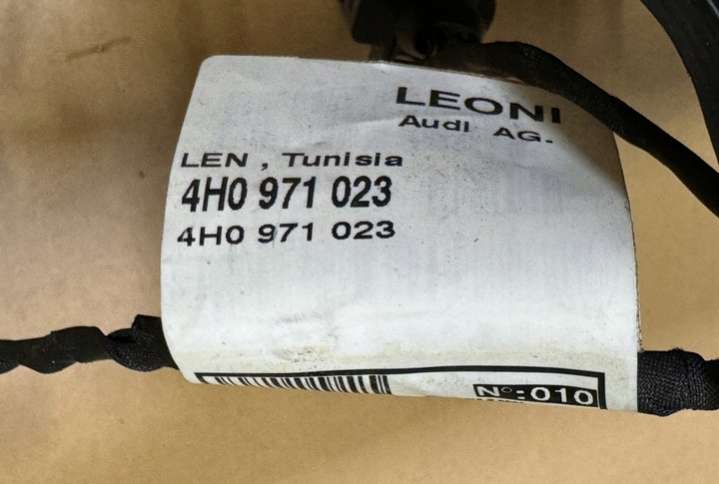 LEONI
Audi AG.
LEN , Tunisia
4H0 971 023
4H0 971 023
N°:010